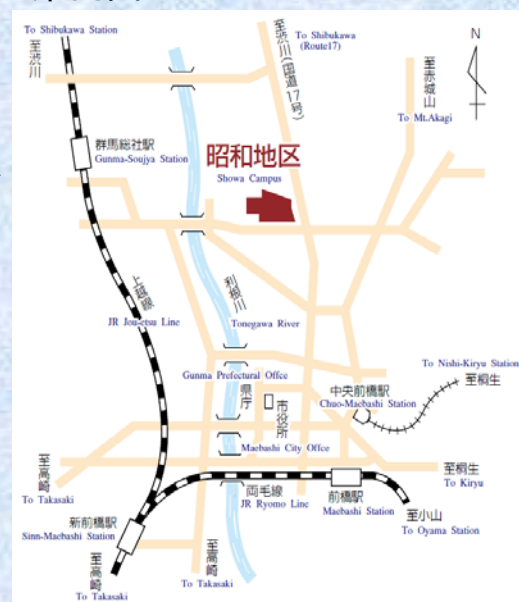 To Shibukawa Station
至渋川
To Shibukawa
(Route17)
至渋川(国道17号)
至赤城山
To Mt.Akagi
N
群馬総社駅
Gunma-Soujya Station
昭和地区
Showa Campus
上越線
JR Jou-etsu Line
利根川
Tonegawa River
Gunma Prefectural Offce
県庁
市役所
Maebashi City Offce
To Nishi-Kiryu Station
至桐生
中央前橋駅
Chuo-Maebashi Station
至高崎
To Takasaki
至桐生
To Kiryu
両毛線
JR Ryomo Line
前橋駅
Maebashi Station
至小山
To Oyama Station
新前橋駅
Sinn-Maebashi Station
至高崎
To Takasaki
至高崎
To Takasaki